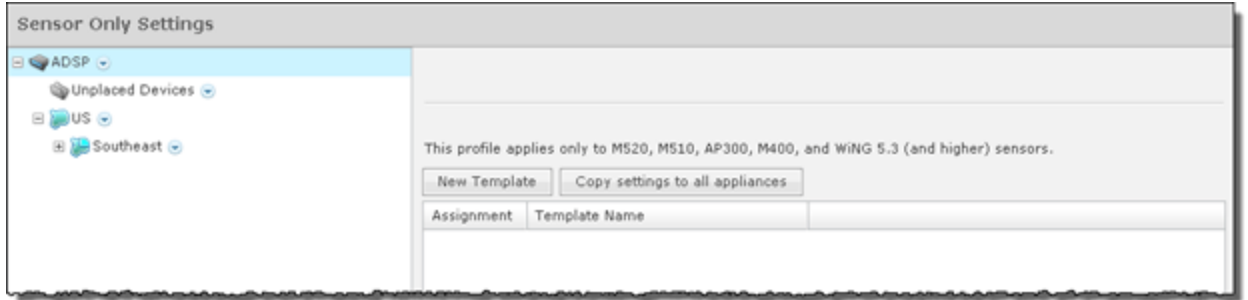 Sensor Only Settings
ADSP
Unplaced Devices
US
Southeast
This profile applies only to M520, M510, AP300, M400, and WiNG 5.3 (and higher) sensors.
New Template Copy settings to all appliances
Assignment Template Name